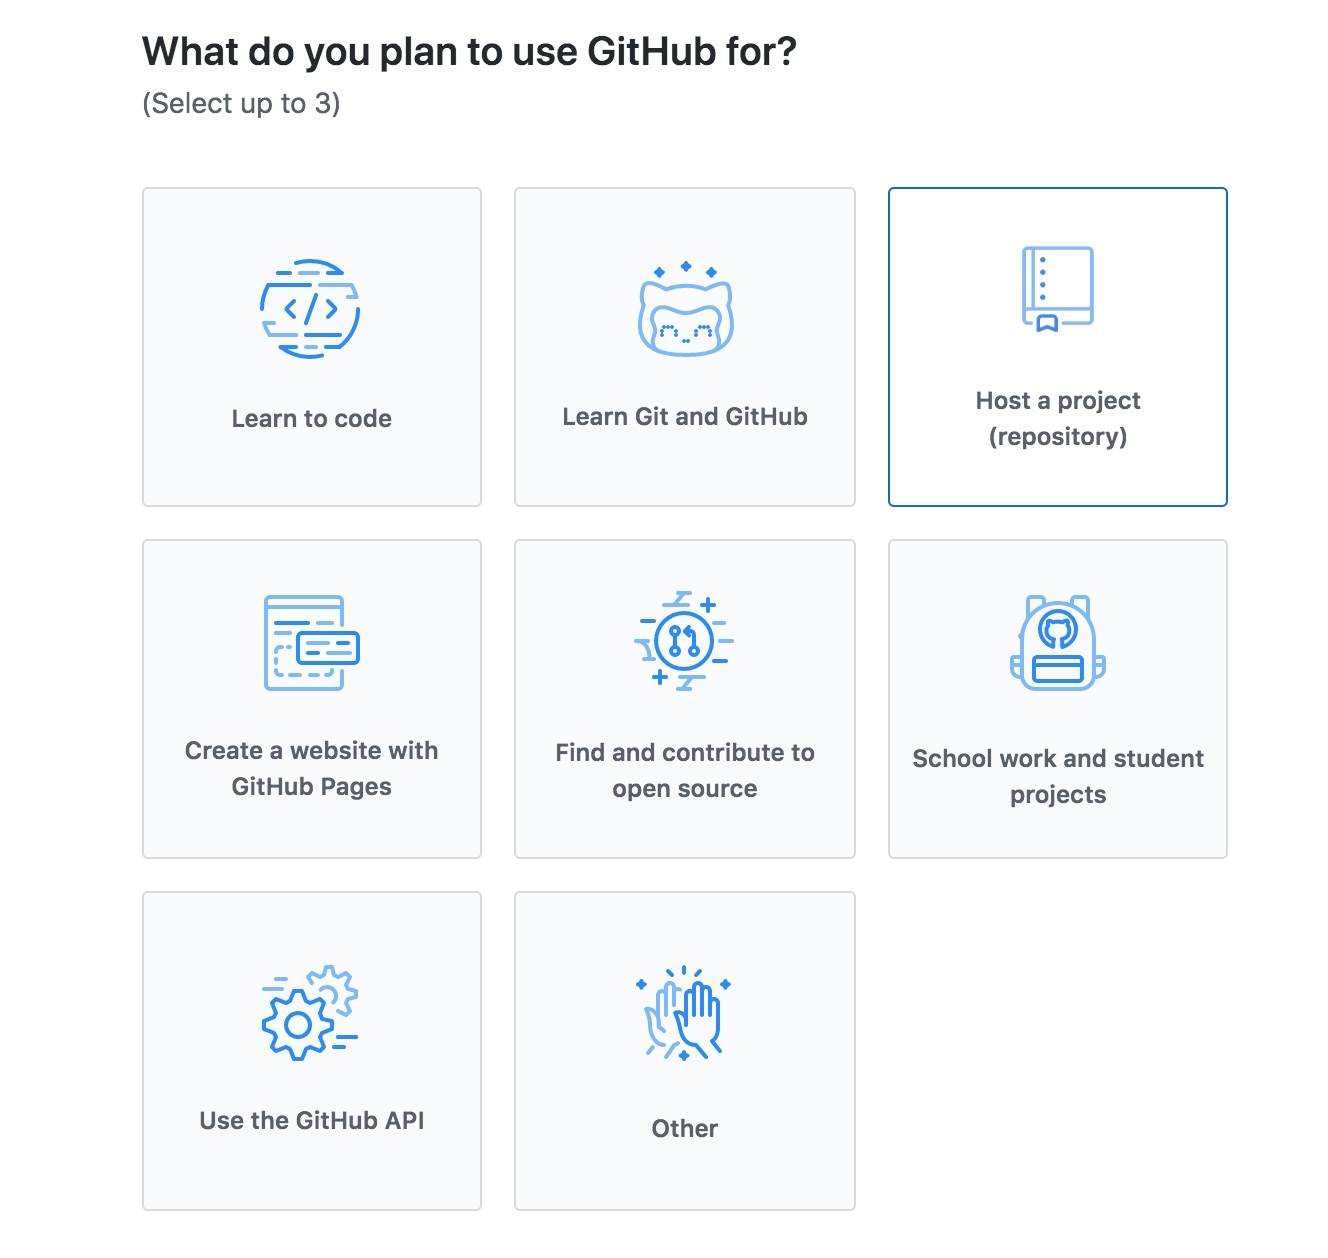 What do you plan to use GitHub for?
(Select up to 3)
Learn to code
Learn Git and GitHub
Host a project
(repository)
Create a website with
GitHub Pages
Find and contribute to
open source
School work and student
projects
Use the GitHub API
Other